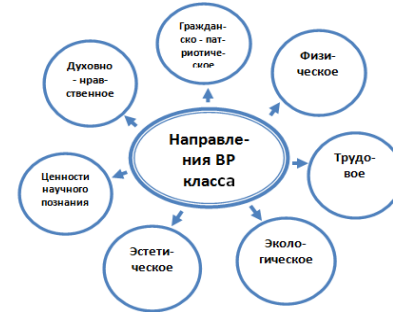 Граждан-
ско - пат-
риотиче-
ское
Физи-
ческое
Трудо-
вое
Эколо-
гическое
Эстети-
ческое
Ценности
научного
познания
Духовно
- нрав-
ственное
Направле-
ния ВР
класса